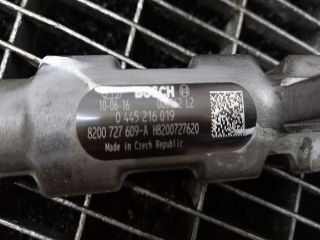 BOSCH
10-06-16
L2
0 445 216 019
8200 727 609-A H8200727620
Made in Czech Republic